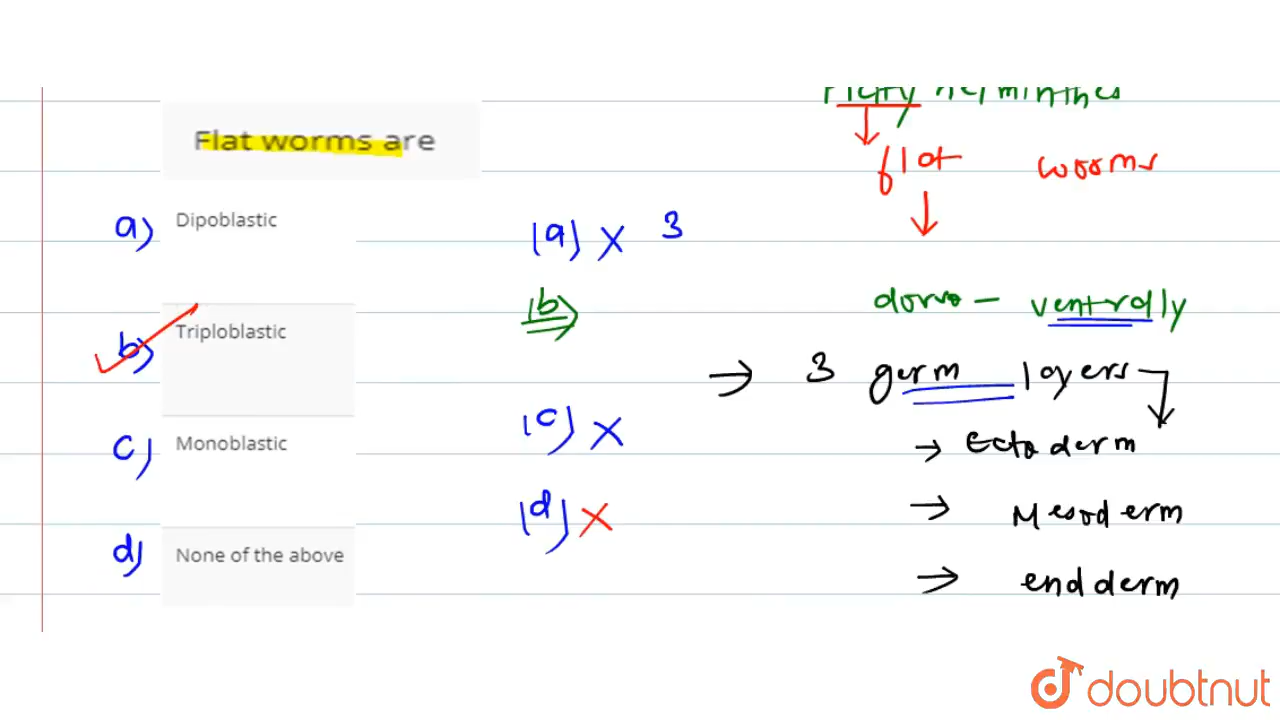 Flat worms are
flat worms
a) Dipoblastic
(a) x 3
dorso - ventrally
b) Triploblastic
(b)
→ 3 germ layers
c) Monoblastic
(c) x
→ Ectoderm
d) None of the above
(d) x
→ Mesoderm
→ endderm
doubtnut